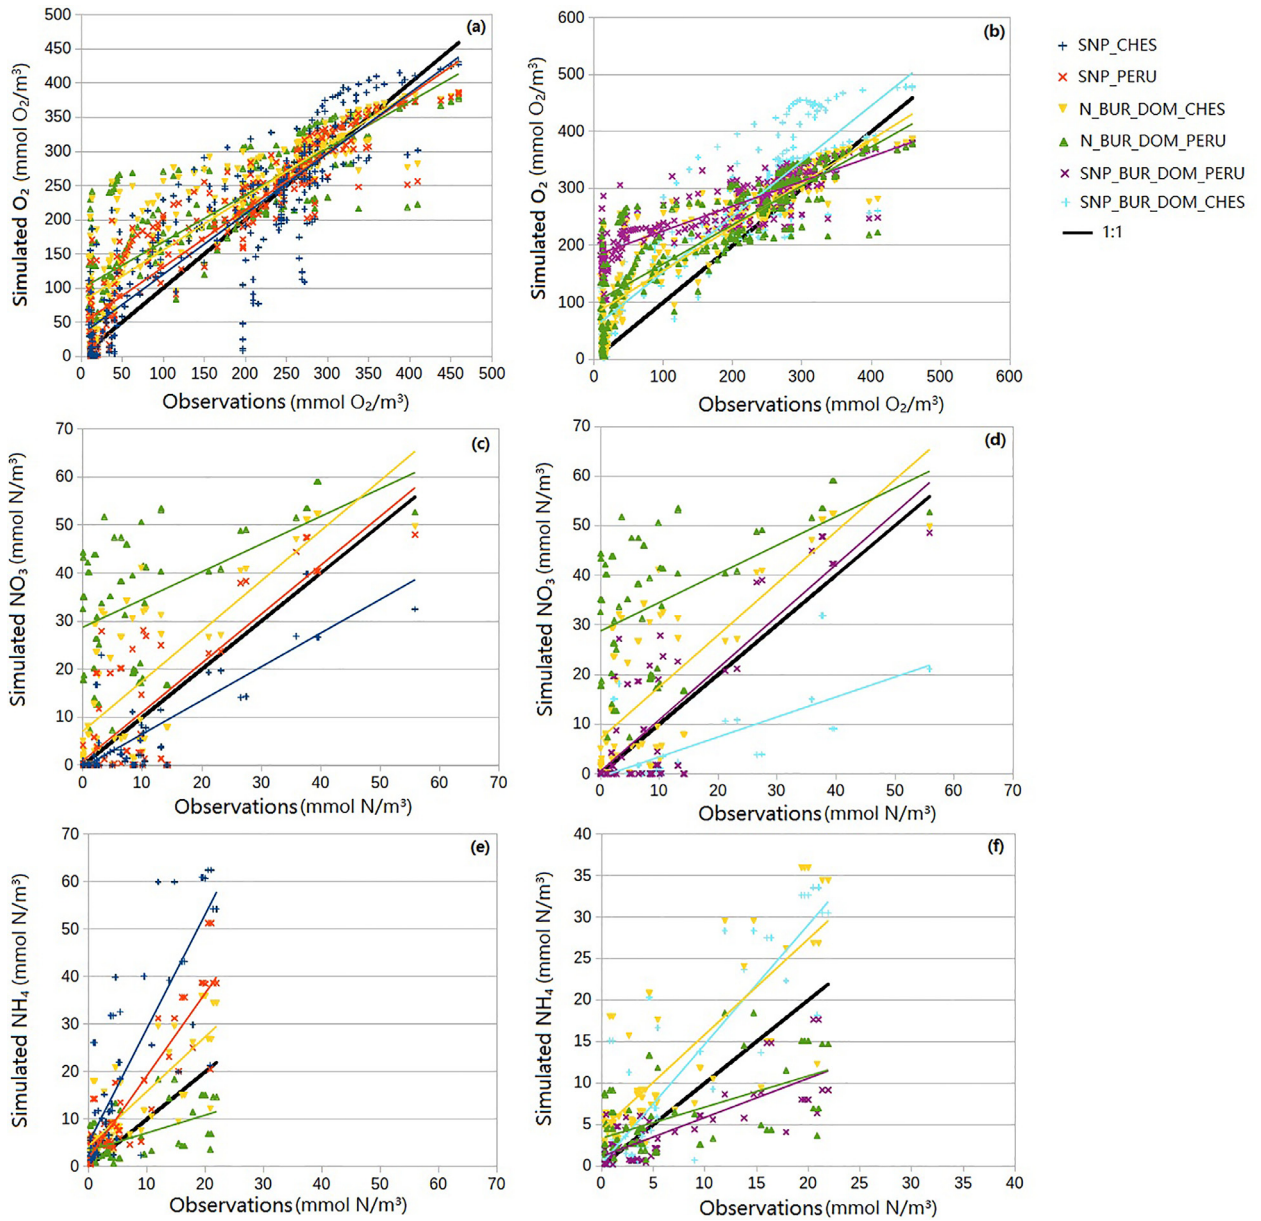 (a)
Simulated O₂ (mmol O₂/m³)
500
450
400
350
300
250
200
150
100
50
0
0 50 100 150 200 250 300 350 400 450 500
Observations (mmol O₂/m³)
(b)
Simulated O₂ (mmol O₂/m³)
600
500
400
300
200
100
0
0 100 200 300 400 500 600
Observations (mmol O₂/m³)
SNP_CHES
SNP_PERU
N_BUR_DOM_CHES
N_BUR_DOM_PERU
SNP_BUR_DOM_PERU
SNP_BUR_DOM_CHES
1:1
(c)
Simulated NO₃ (mmol N/m³)
70
60
50
40
30
20
10
0
0 10 20 30 40 50 60 70
Observations (mmol N/m³)
(d)
Simulated NO₃ (mmol N/m³)
70
60
50
40
30
20
10
0
0 10 20 30 40 50 60 70
Observations (mmol N/m³)
(e)
Simulated NH₄ (mmol N/m³)
70
60
50
40
30
20
10
0
0 10 20 30 40 50 60 70
Observations (mmol N/m³)
(f)
Simulated NH₄ (mmol N/m³)
40
35
30
25
20
15
10
5
0
0 5 10 15 20 25 30 35 40
Observations (mmol N/m³)